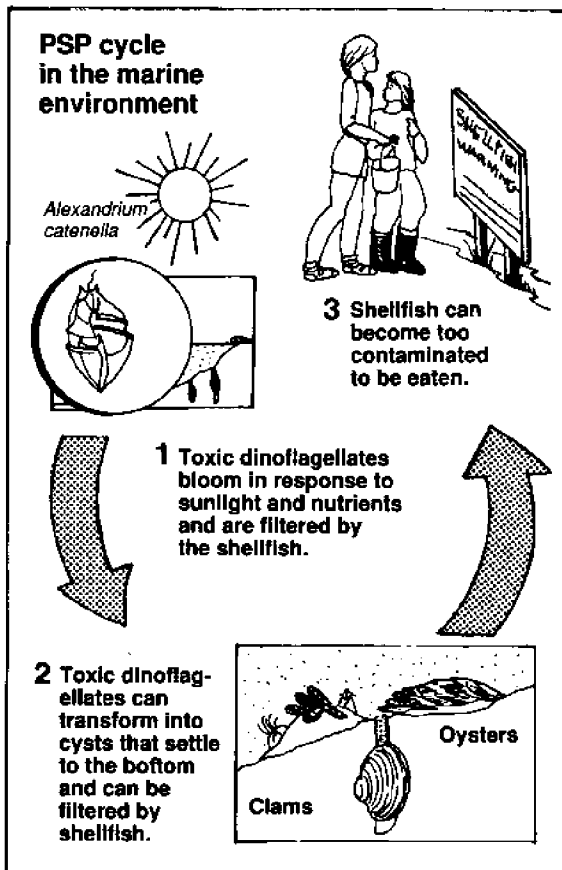 PSP cycle
in the marine
environment
Alexandrium
catenella
SHELLFISH
WARNING
3 Shellfish can
become too
contaminated
to be eaten.
1 Toxic dinoflagellates
bloom in response to
sunlight and nutrients
and are filtered by
the shellfish.
2 Toxic dinoflag-
ellates can
transform into
cysts that settle
to the bottom
and can be
filtered by
shellfish.
Oysters
Clams